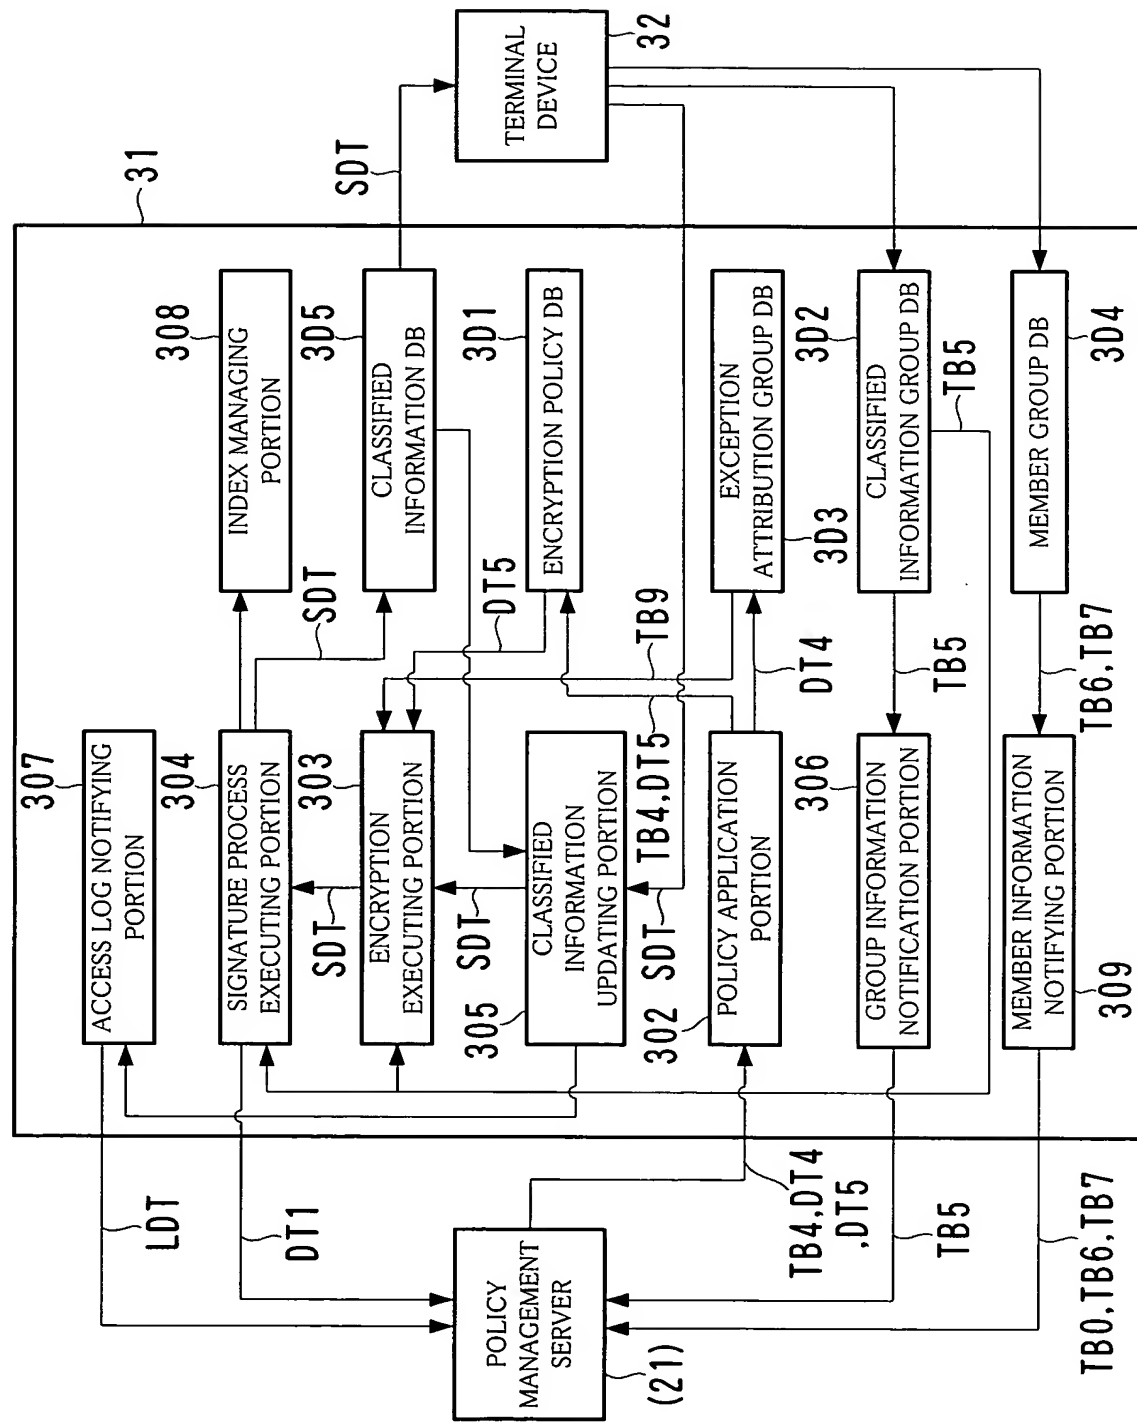 31
307
ACCESS LOG NOTIFYING
PORTION
LDT
304
SIGNATURE PROCESS
EXECUTING PORTION
DT1
308
INDEX MANAGING
PORTION
SDT
303
ENCRYPTION
EXECUTING PORTION
SDT
3D5
CLASSIFIED
INFORMATION DB
SDT
32
TERMINAL
DEVICE
POLICY
MANAGEMENT
SERVER
(21)
305
CLASSIFIED
INFORMATION
UPDATING PORTION
SDT
SDT
DT5
3D1
ENCRYPTION POLICY DB
TB9
TB4,DT5
302
POLICY APPLICATION
PORTION
TB4,DT4
,DT5
DT4
EXCEPTION
ATTRIBUTION GROUP DB
3D3
306
GROUP INFORMATION
NOTIFICATION PORTION
TB5
TB5
3D2
CLASSIFIED
INFORMATION GROUP DB
TB5
MEMBER INFORMATION
NOTIFYING PORTION
309
TB0,TB6,TB7
TB6,TB7
MEMBER GROUP DB
3D4